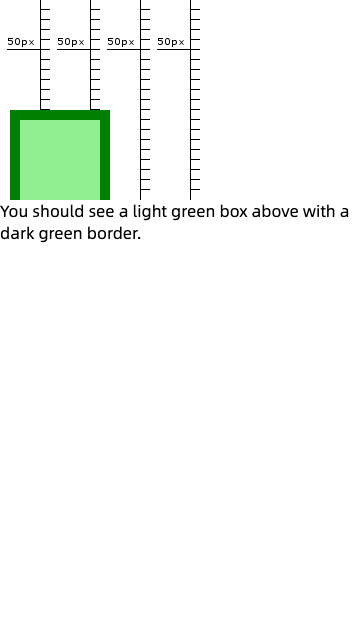 50px 50px 50px 50px
You should see a light green box above with a
dark green border.